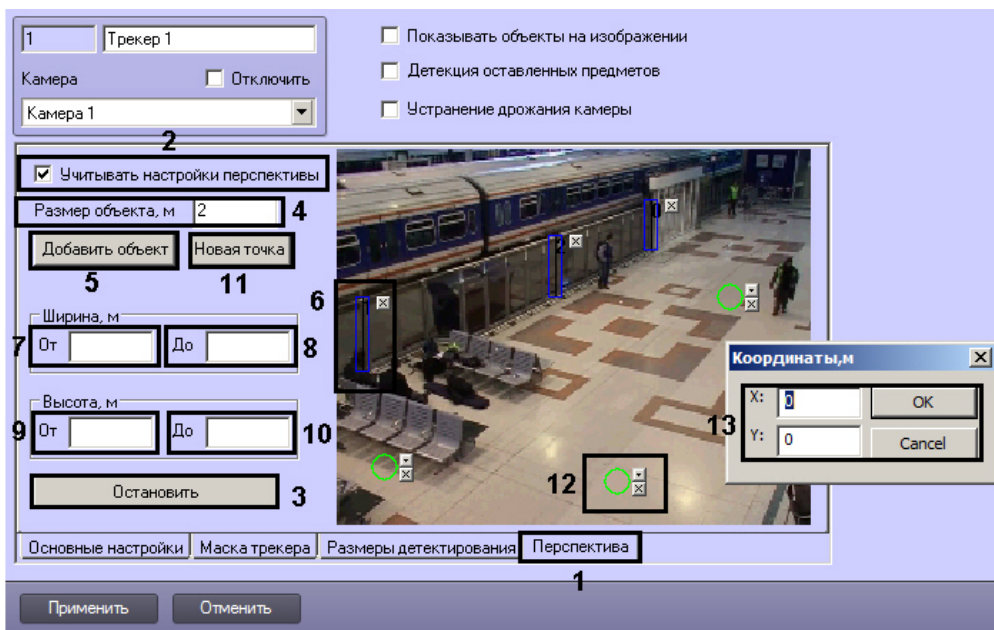 1 Трекер 1
Камера Отключить
Камера 1
Показывать объекты на изображении
Детекция оставленных предметов
Устранение дрожания камеры
2
Учитывать настройки перспективы
Размер объекта, м 2 4
Добавить объект Новая точка
5 11
Ширина, м
7 От До 8
Высота, м
9 От До 10
Остановить 3
6
1
2
0
12
Координаты,м
X: 0 OK
13
Y: 0 Cancel
Основные настройки Маска трекера Размеры детектирования Перспектива
1
Применить Отменить